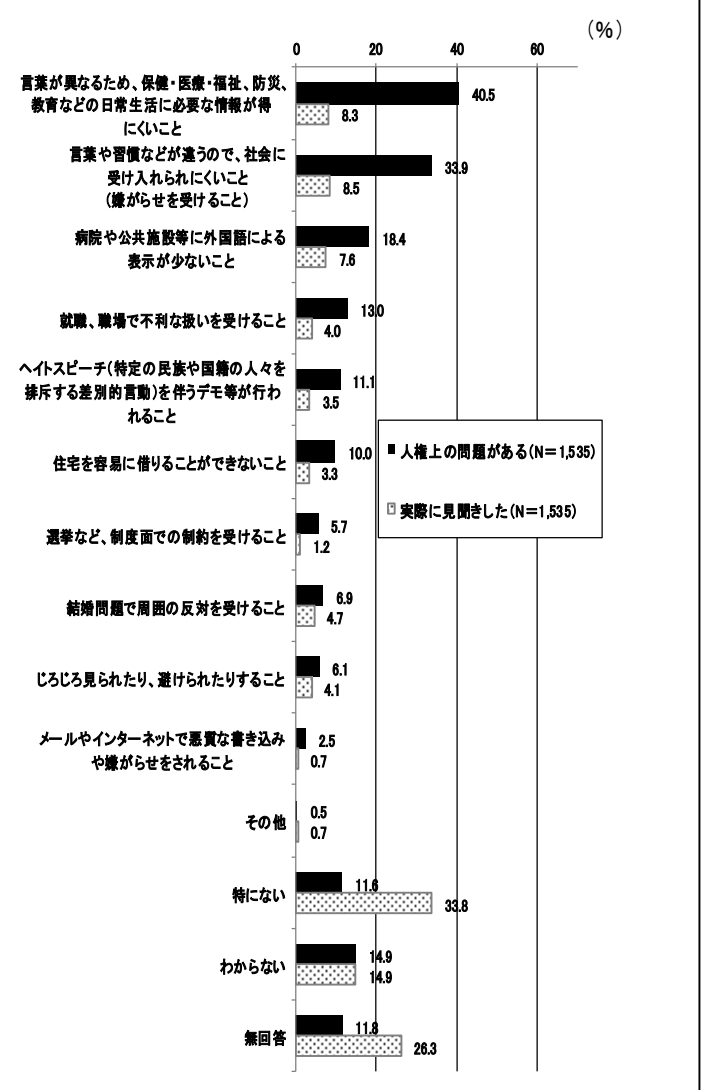 (%)
0 20 40 60
言葉が異なるため、保健・医療・福祉、防災、
教育などの日常生活に必要な情報が得
にくいこと
40.5
8.3
言葉や習慣などが違うので、社会に
受け入れられにくいこと
(嫌がらせを受けること)
33.9
8.5
病院や公共施設等に外国語による
表示が少ないこと
18.4
7.6
就職、職場で不利な扱いを受けること
13.0
4.0
ヘイトスピーチ(特定の民族や国籍の人々を
排斥する差別的言動)を伴うデモ等が行わ
れること
11.1
3.5
住宅を容易に借りることができないこと
10.0
3.3
人権上の問題がある(N=1,535)
実際に見聞きした(N=1,535)
選挙など、制度面での制約を受けること
5.7
1.2
結婚問題で周囲の反対を受けること
6.9
4.7
じろじろ見られたり、避けられたりすること
6.1
4.1
メールやインターネットで悪質な書き込み
や嫌がらせをされること
2.5
0.7
その他
0.5
0.7
特にない
11.6
33.8
わからない
14.9
14.9
無回答
11.8
26.3